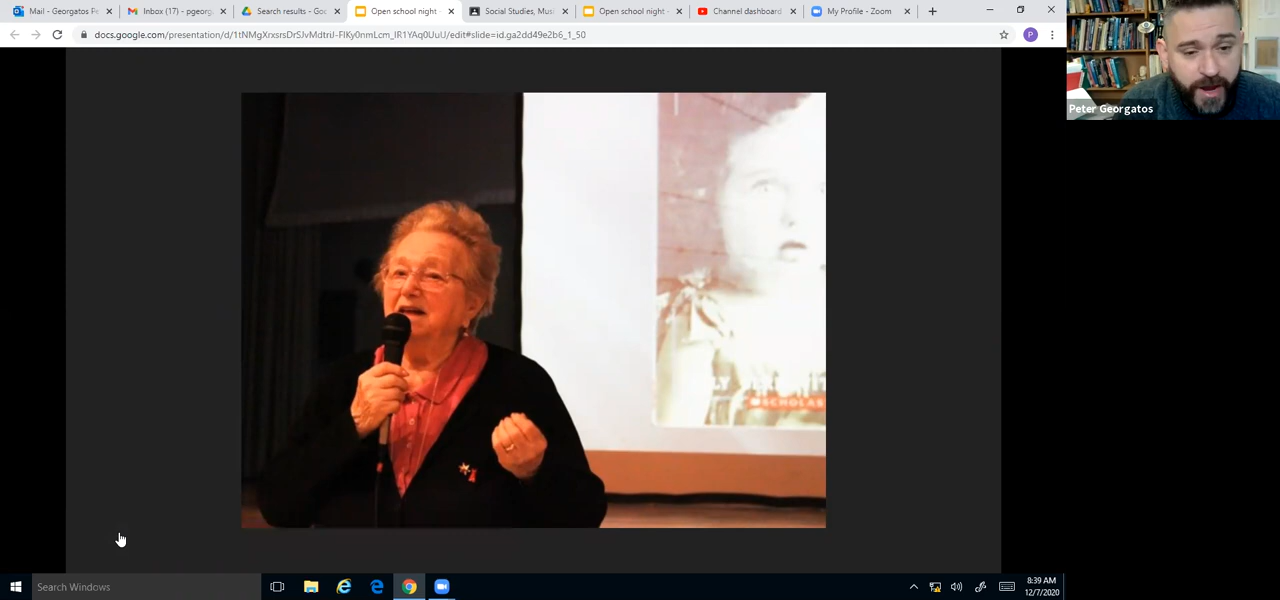 Mail - Georgatos Pe
Inbox (17) - pgeorg
Search results - Goo
Open school night -
Social Studies, Musi
Open school night -
Channel dashboard
My Profile - Zoom
docs.google.com/presentation/d/
edit#slide=id.ga2dd49e2b6_1_50
P
Peter Georgatos
SCHOLAS
Search Windows
8:39 AM
12/7/2020